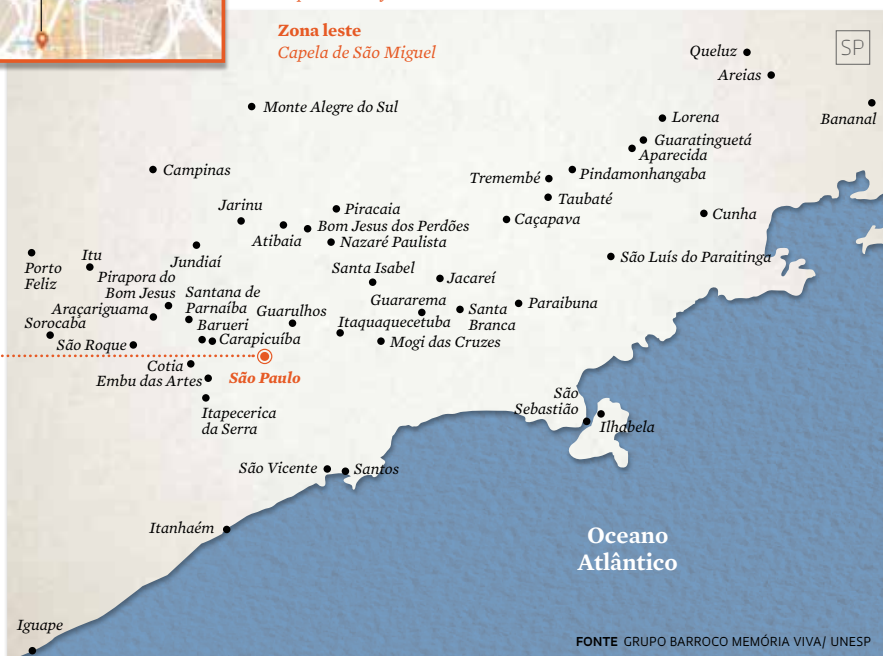 Zona leste
Capela de São Miguel
SP
Queluz
Areias
Monte Alegre do Sul
Lorena
Bananal
Guaratinguetá
Aparecida
Campinas
Tremembé
Pindamonhangaba
Taubaté
Jarinu
Piracaia
Caçapava
Cunha
Atibaia
Bom Jesus dos Perdões
Nazaré Paulista
Itu
Jundiaí
São Luís do Paraitinga
Porto
Feliz
Pirapora do
Bom Jesus
Santa Isabel
Jacareí
Santana de
Parnaíba
Araçariguama
Guarulhos
Guararema
Santa
Branca
Paraibuna
Sorocaba
Barueri
Itaquaquecetuba
São Roque
Carapicuíba
Mogi das Cruzes
Cotia
Embu das Artes
São Paulo
Itapecerica
da Serra
São
Sebastião
Ilhabela
São Vicente
Santos
Itanhaém
Oceano
Atlântico
Iguape
FONTE GRUPO BARROCO MEMÓRIA VIVA/ UNESP